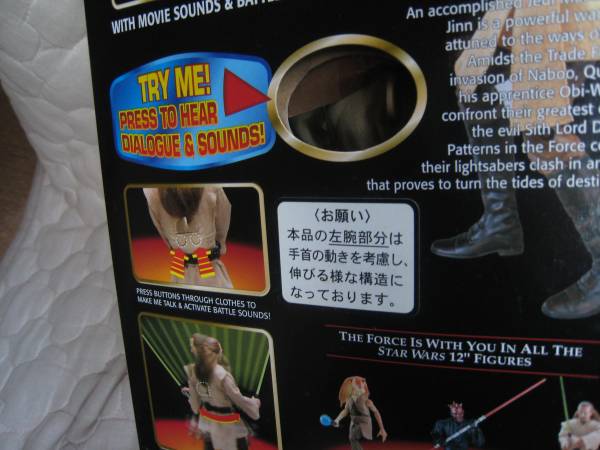 WITH MOVIE SOUNDS &
TRY ME!
PRESS TO HEAR
DIALOGUE & SOUNDS!
An accomplished Jedi
Jinn is a powerful
attuned to the ways o
Amidst the Trade
invasion of Naboo,
his apprentice Obi-W
confront their greatest
the evil Sith Lord D
Patterns in the Force
their lightsabers clash in
that proves to turn the tides of desti
〈お願い〉
本品の左腕部分は
手首の動きを考慮し、
伸びる様な構造に
なっております。
PRESS BUTTONS THROUGH CLOTHES TO
MAKE ME TALK & ACTIVATE BATTLE SOUNDS!
THE FORCE IS WITH YOU IN ALL THE
STAR WARS 12" FIGURES